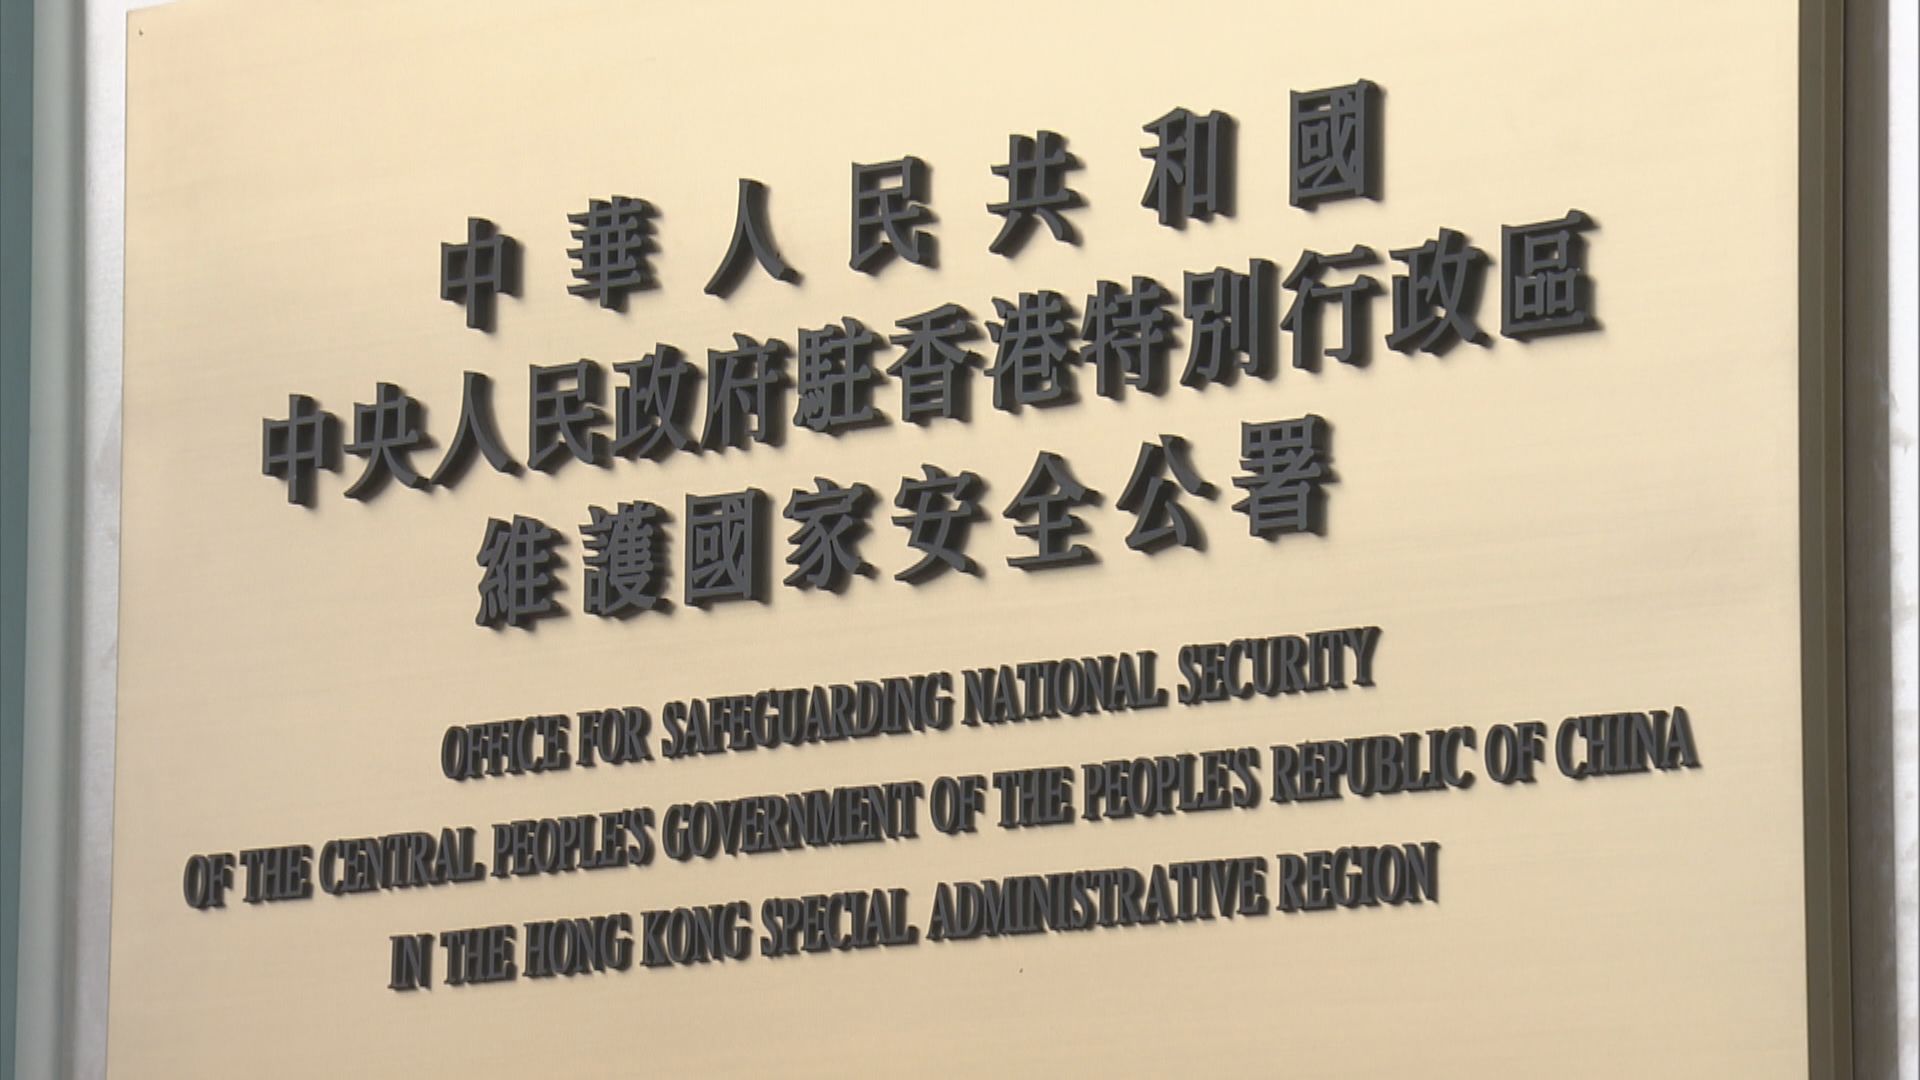 中華人民共和國
中央人民政府駐香港特別行政區
維護國家安全公署
OFFICE FOR SAFEGUARDING NATIONAL SECURITY
OF THE CENTRAL PEOPLE'S GOVERNMENT OF THE PEOPLE'S REPUBLIC OF CHINA
IN THE HONG KONG SPECIAL ADMINISTRATIVE REGION